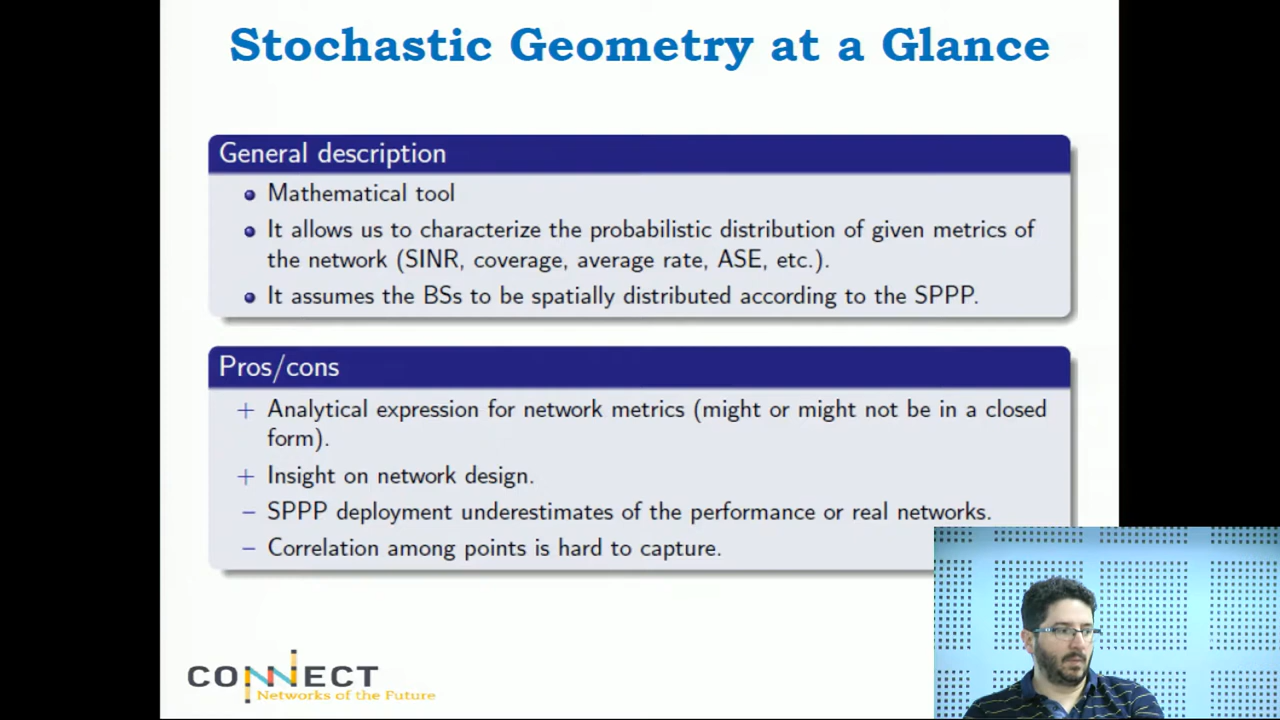 Stochastic Geometry at a Glance
General description
Mathematical tool
It allows us to characterize the probabilistic distribution of given metrics of
the network (SINR, coverage, average rate, ASE, etc.).
It assumes the BSs to be spatially distributed according to the SPPP.
Pros/cons
+ Analytical expression for network metrics (might or might not be in a closed
form).
+ Insight on network design.
– SPPP deployment underestimates of the performance or real networks.
– Correlation among points is hard to capture.
CONNECT
Networks of the Future